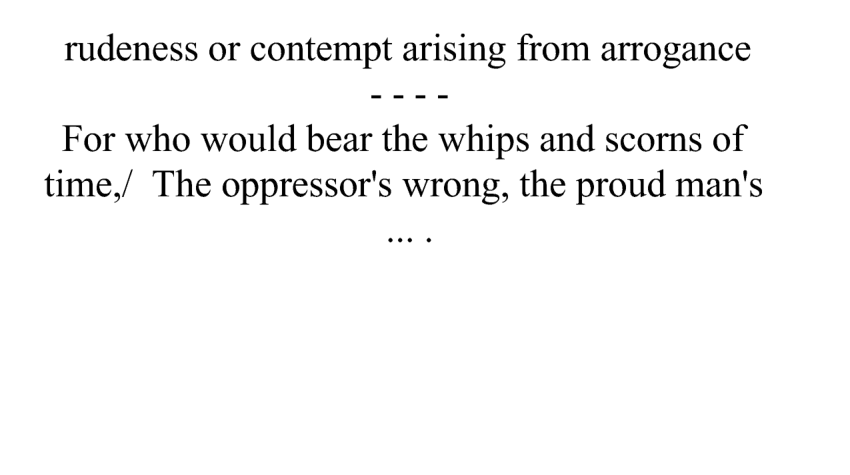 rudeness or contempt arising from arrogance
- - - -
For who would bear the whips and scorns of
time,/  The oppressor's wrong, the proud man's
... .